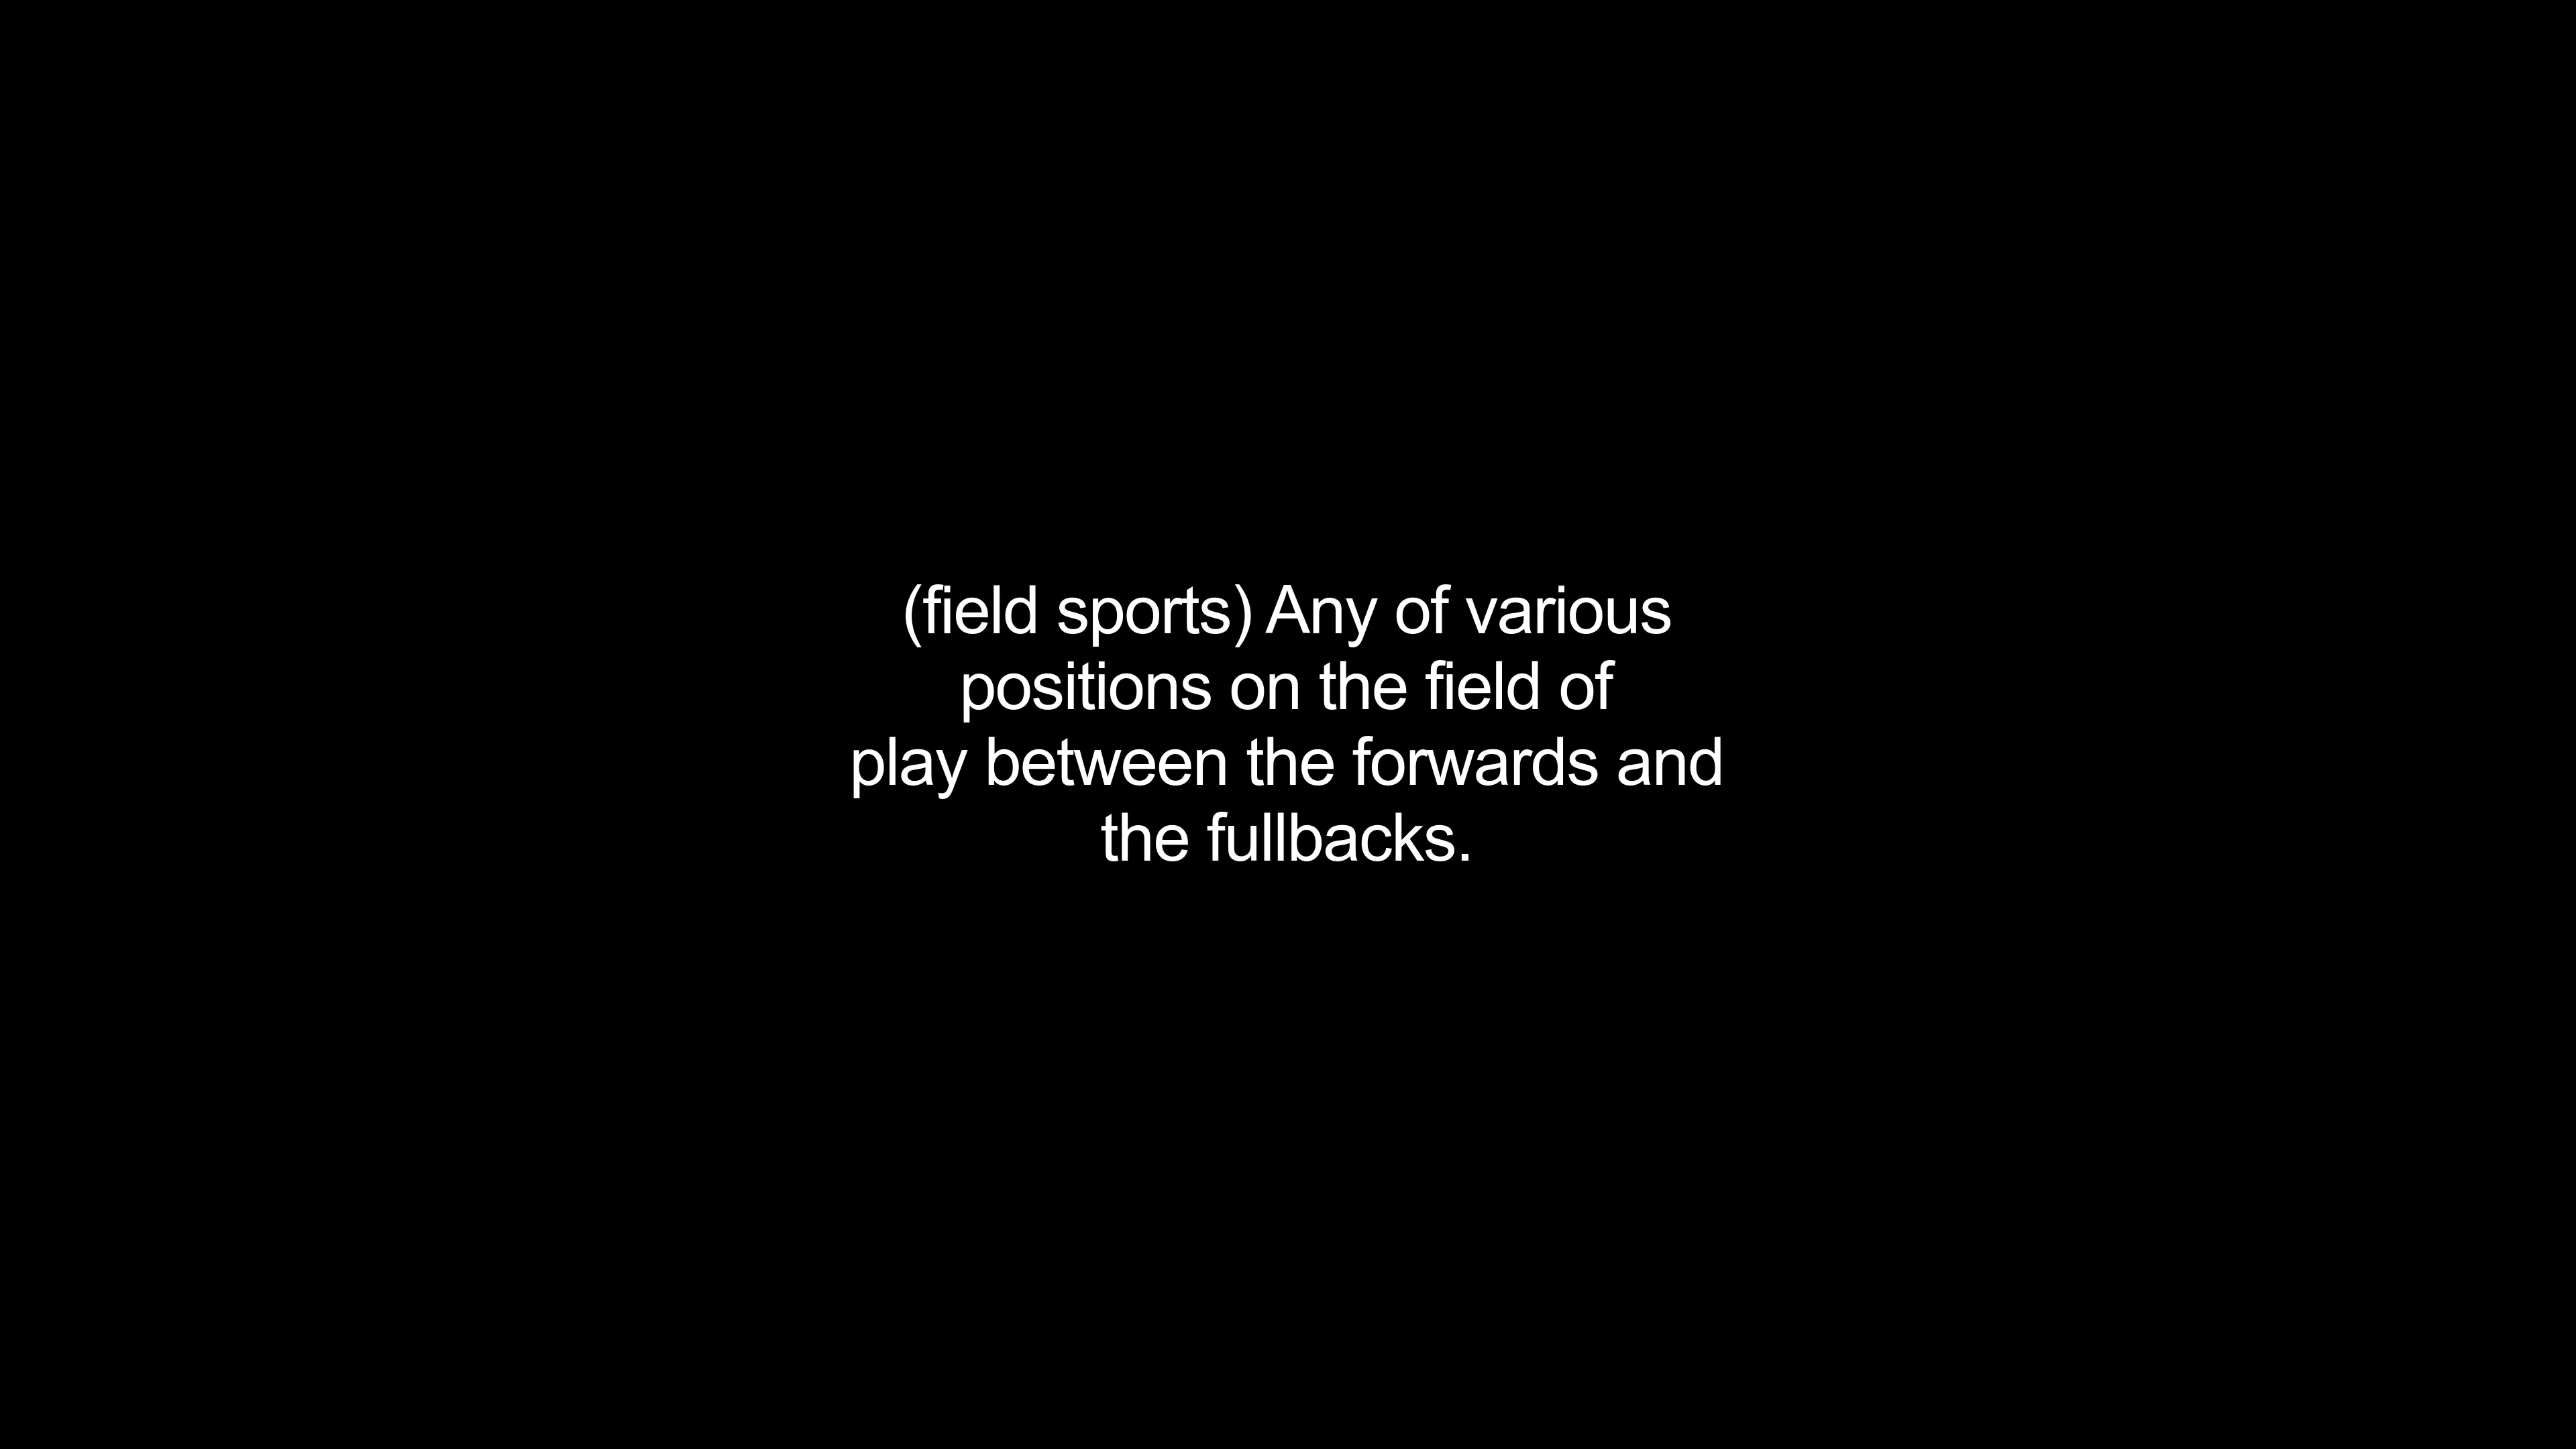 (field sports) Any of various
positions on the field of
play between the forwards and
the fullbacks.